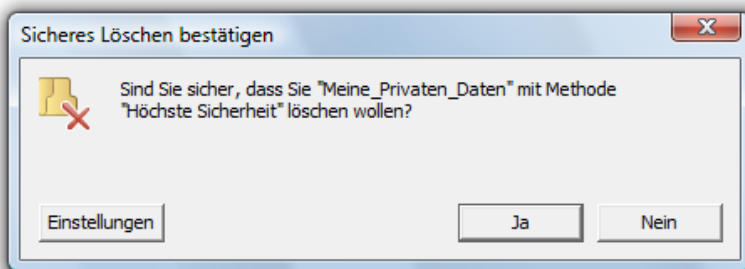 Sicheres Löschen bestätigen
Sind Sie sicher, dass Sie "Meine_Privaten_Daten" mit Methode
"Höchste Sicherheit" löschen wollen?
Einstellungen
Ja
Nein